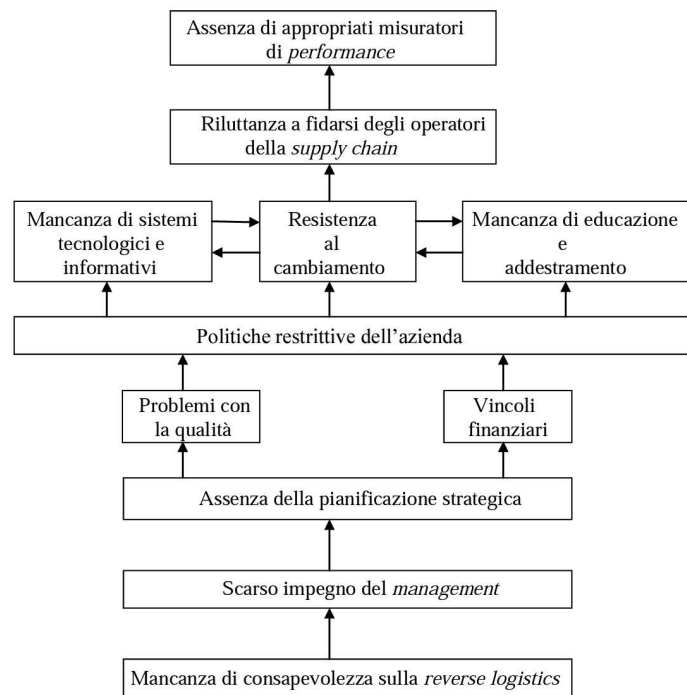 Assenza di appropriati misuratori
di performance
Riluttanza a fidarsi degli operatori
della supply chain
Mancanza di sistemi
tecnologici e
informativi
Resistenza
al
cambiamento
Mancanza di educazione
e
addestramento
Politiche restrittive dell’azienda
Problemi con
la qualità
Vincoli
finanziari
Assenza della pianificazione strategica
Scarso impegno del management
Mancanza di consapevolezza sulla reverse logistics